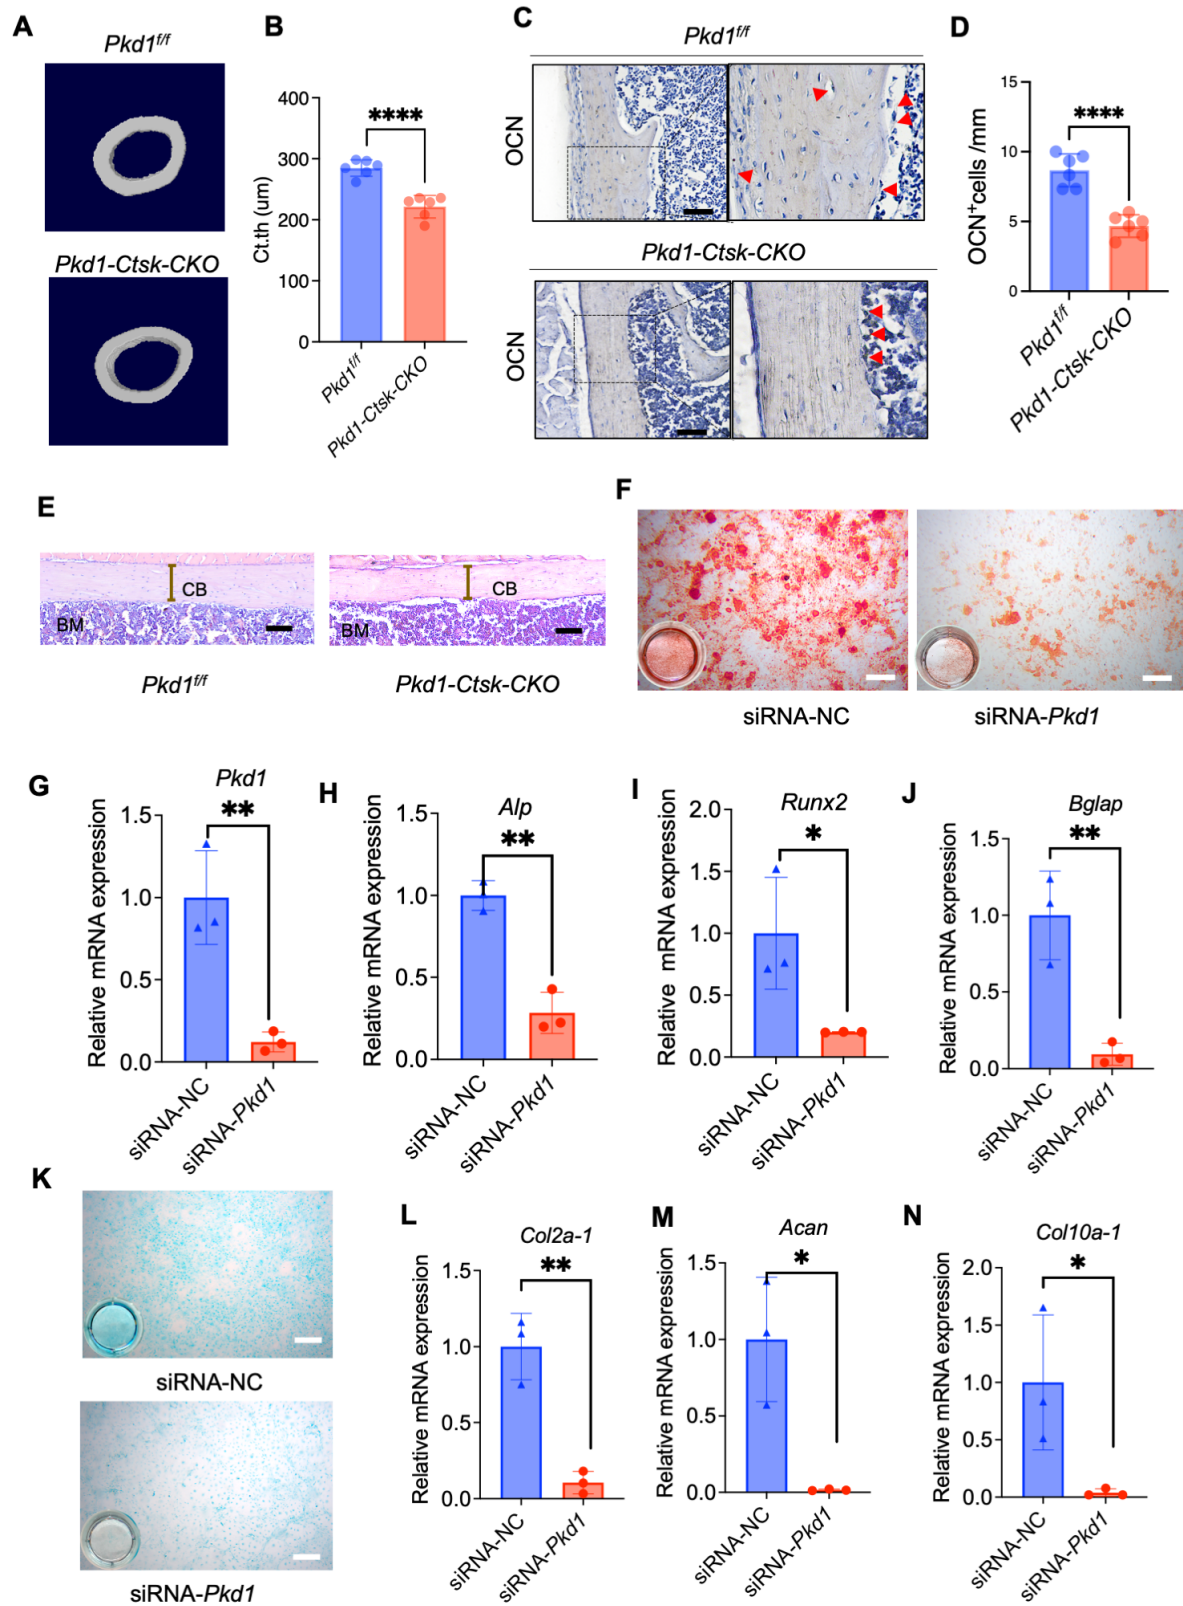 A
Pkd1f/f
Pkd1-Ctsk-CKO
B
400
300
200
100
0
Ct.th (um)
****
Pkd1f/f
Pkd1-Ctsk-CKO
C
Pkd1f/f
OCN
Pkd1-Ctsk-CKO
OCN
D
15
10
5
0
OCN+cells /mm
****
Pkd1f/f
Pkd1-Ctsk-CKO
E
CB
BM
CB
BM
Pkd1f/f
Pkd1-Ctsk-CKO
F
siRNA-NC
siRNA-Pkd1
G
Pkd1
**
1.5
1.0
0.5
0.0
Relative mRNA expression
siRNA-NC
siRNA-Pkd1
H
Alp
**
1.5
1.0
0.5
0.0
Relative mRNA expression
siRNA-NC
siRNA-Pkd1
I
Runx2
*
2.0
1.5
1.0
0.5
0.0
Relative mRNA expression
siRNA-NC
siRNA-Pkd1
J
Bglap
**
1.5
1.0
0.5
0.0
Relative mRNA expression
siRNA-NC
siRNA-Pkd1
K
siRNA-NC
siRNA-Pkd1
L
Col2a-1
**
1.5
1.0
0.5
0.0
Relative mRNA expression
siRNA-NC
siRNA-Pkd1
M
Acan
*
1.5
1.0
0.5
0.0
Relative mRNA expression
siRNA-NC
siRNA-Pkd1
N
Col10a-1
*
2.0
1.5
1.0
0.5
0.0
Relative mRNA expression
siRNA-NC
siRNA-Pkd1